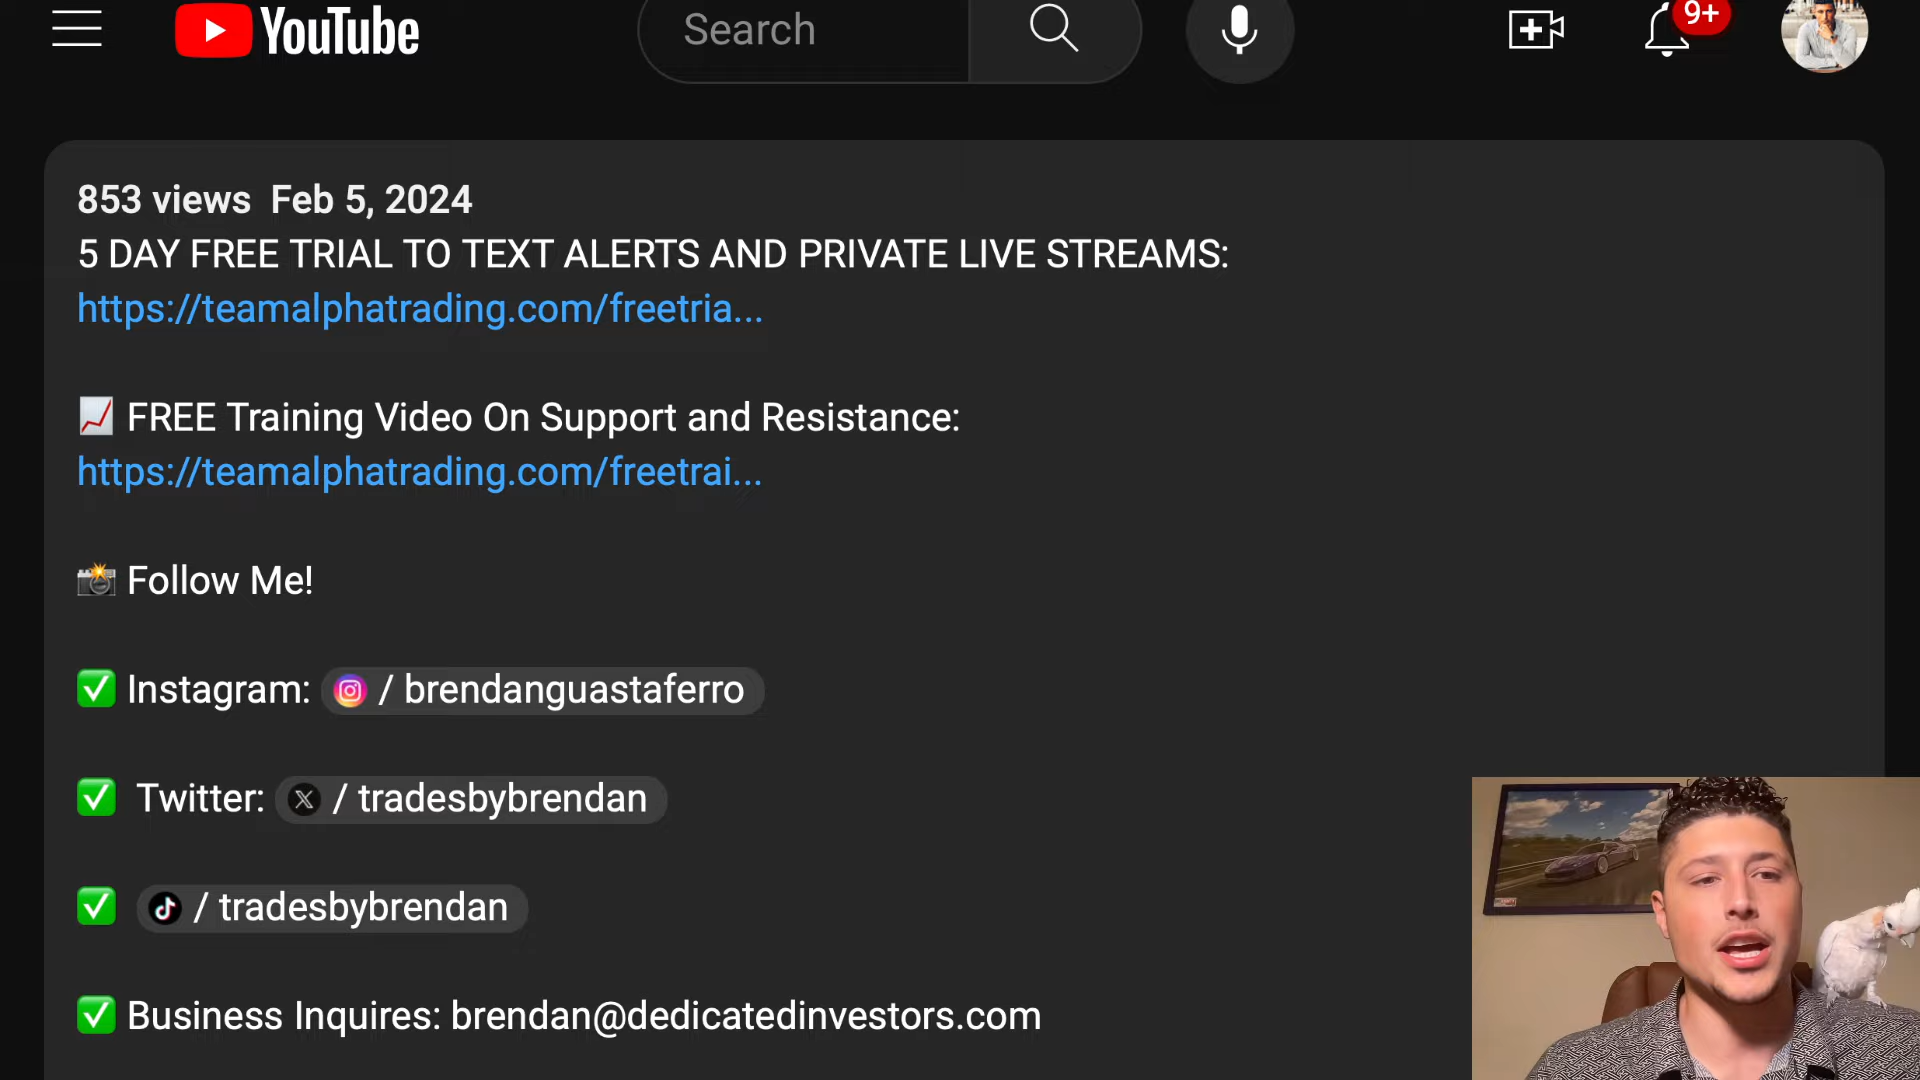 YouTube
Search
9+
853 views Feb 5, 2024
5 DAY FREE TRIAL TO TEXT ALERTS AND PRIVATE LIVE STREAMS:
https://teamalphatrading.com/freetria...
📈 FREE Training Video On Support and Resistance:
https://teamalphatrading.com/freetrai...
📸 Follow Me!
✅ Instagram: / brendanguastaferro
✅ Twitter: / tradesbybrendan
✅ / tradesbybrendan
✅ Business Inquires: brendan@dedicatedinvestors.com